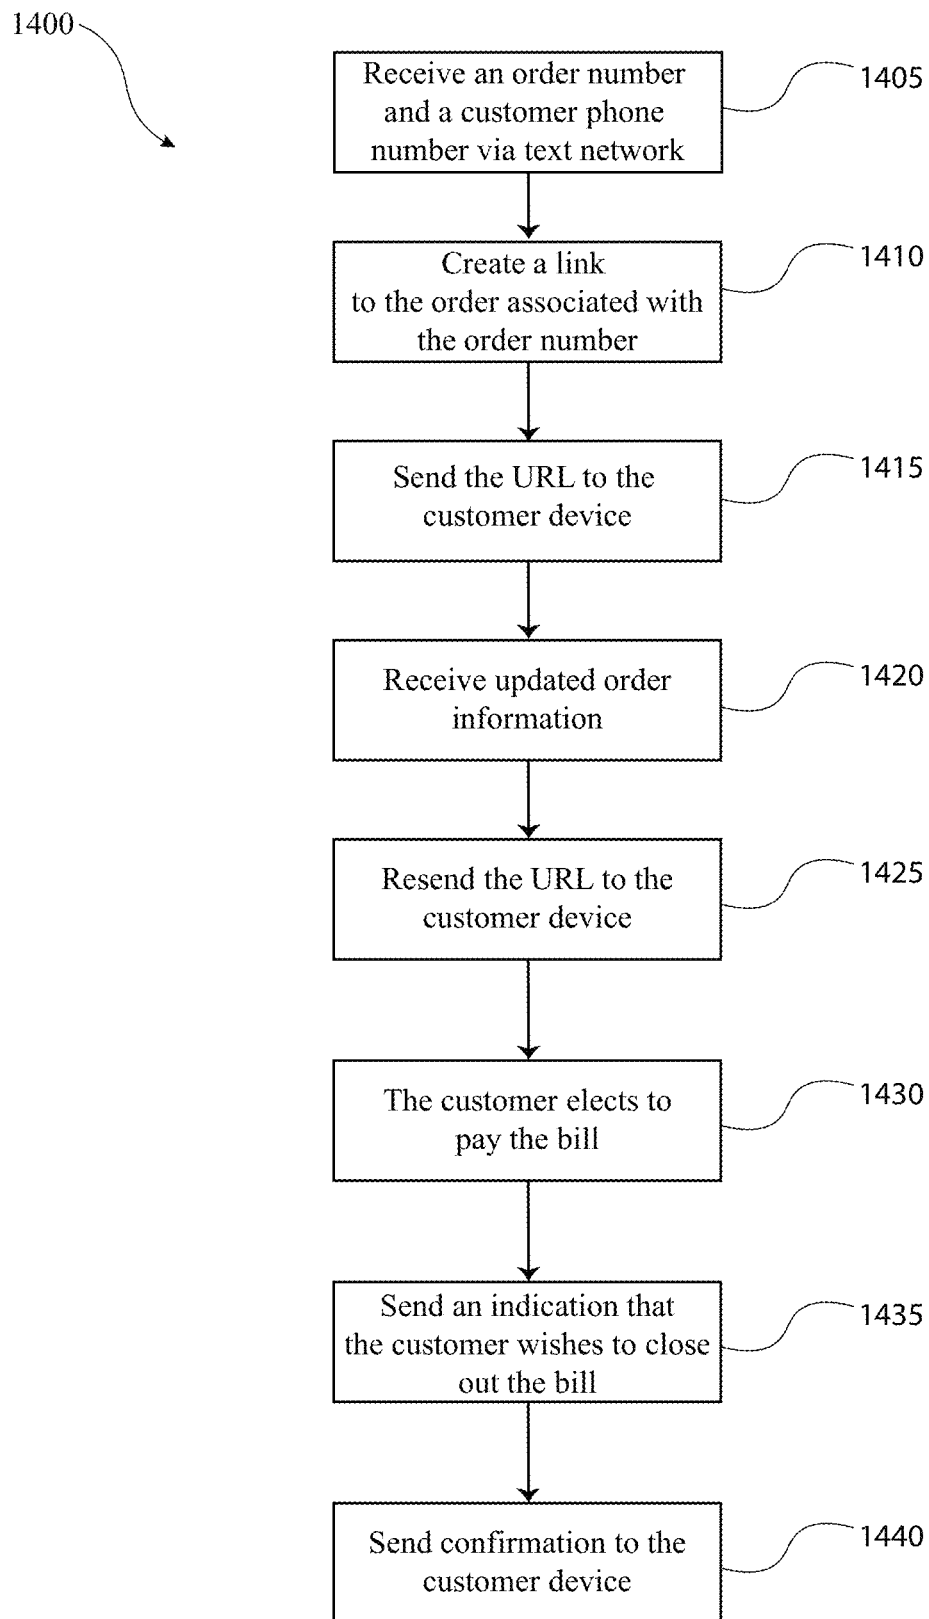 1400
Receive an order number
and a customer phone
number via text network
1405
Create a link
to the order associated with
the order number
1410
Send the URL to the
customer device
1415
Receive updated order
information
1420
Resend the URL to the
customer device
1425
The customer elects to
pay the bill
1430
Send an indication that
the customer wishes to close
out the bill
1435
Send confirmation to the
customer device
1440